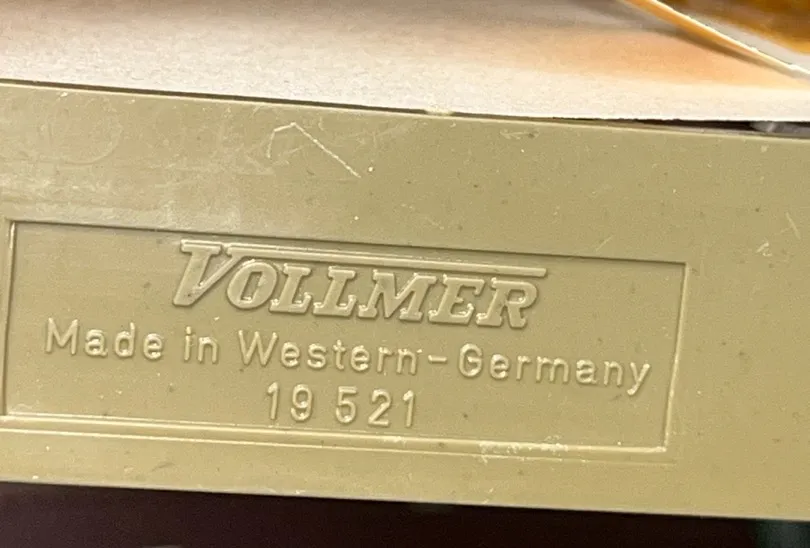 VOLLMER
Made in Western-Germany
19 521